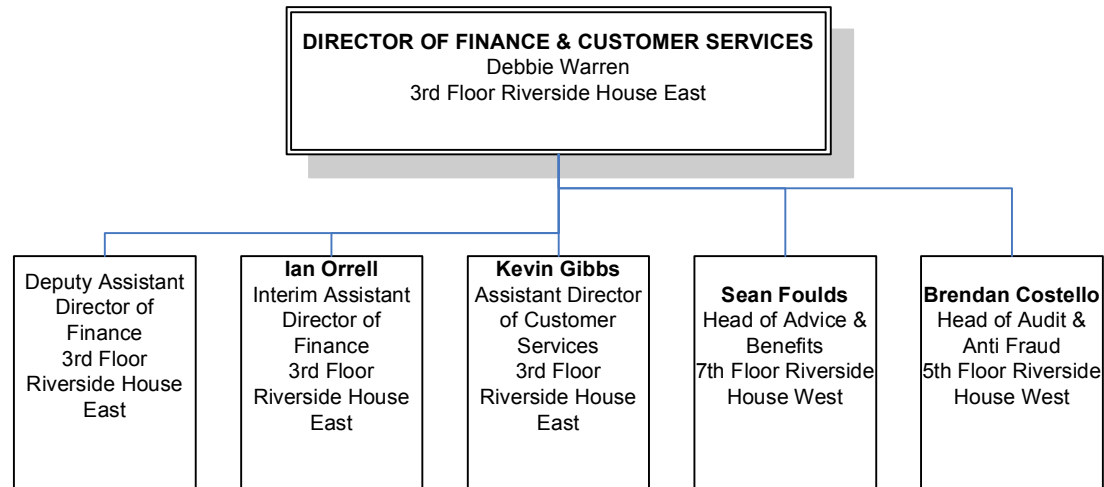 DIRECTOR OF FINANCE & CUSTOMER SERVICES
Debbie Warren
3rd Floor Riverside House East
Deputy Assistant
Director of
Finance
3rd Floor
Riverside House
East
Ian Orrell
Interim Assistant
Director of
Finance
3rd Floor
Riverside House
East
Kevin Gibbs
Assistant Director
of Customer
Services
3rd Floor
Riverside House
East
Sean Foulds
Head of Advice &
Benefits
7th Floor Riverside
House West
Brendan Costello
Head of Audit &
Anti Fraud
5th Floor Riverside
House West